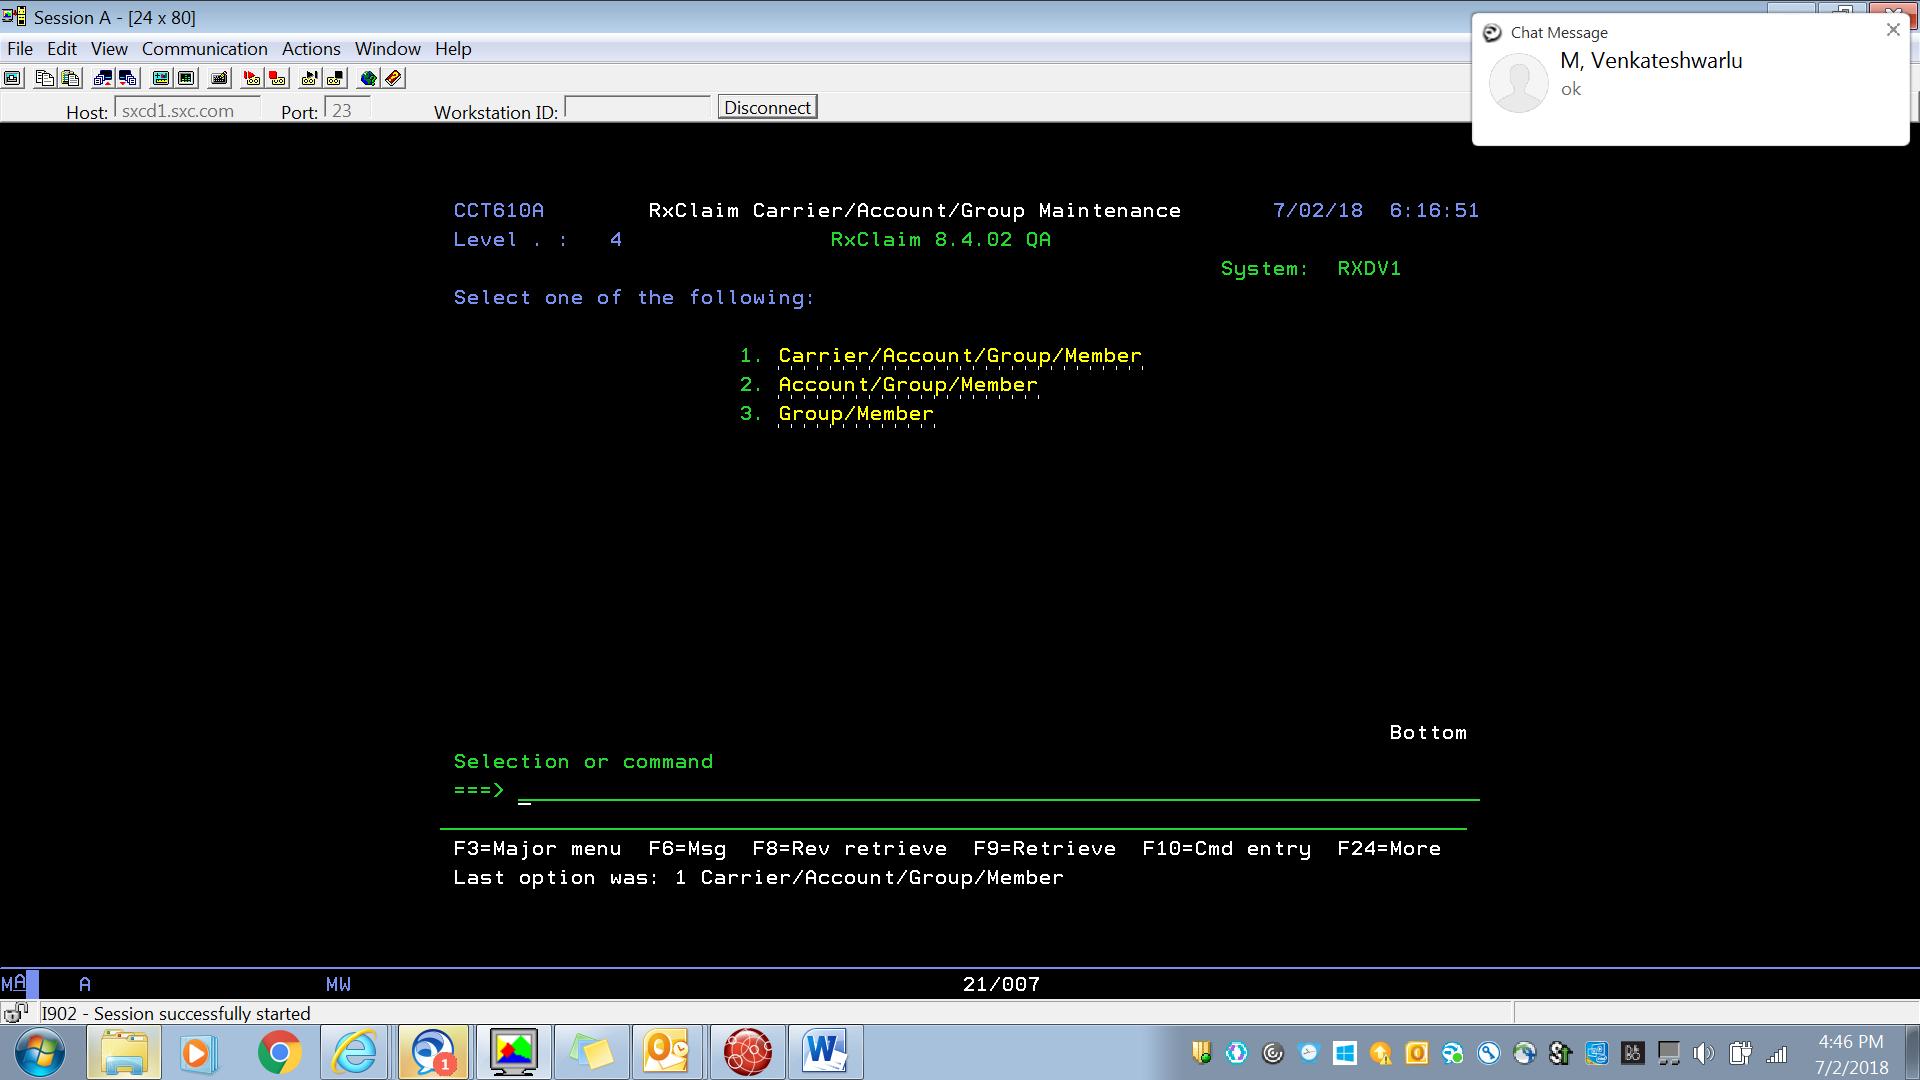 Session A - [24 x 80]
File Edit View Communication Actions Window Help
Host: sxcd1.sxc.com Port: 23 Workstation ID: Disconnect
Chat Message
M, Venkateshwarlu
ok
CCT610A RxClaim Carrier/Account/Group Maintenance 7/02/18 6:16:51
Level . : 4 RxClaim 8.4.02 QA
System: RXDV1
Select one of the following:
1. Carrier/Account/Group/Member
2. Account/Group/Member
3. Group/Member
Bottom
Selection or command
===>
F3=Major menu F6=Msg F8=Rev retrieve F9=Retrieve F10=Cmd entry F24=More
Last option was: 1 Carrier/Account/Group/Member
MA A MW 21/007
I902 - Session successfully started
1
4:46 PM
7/2/2018